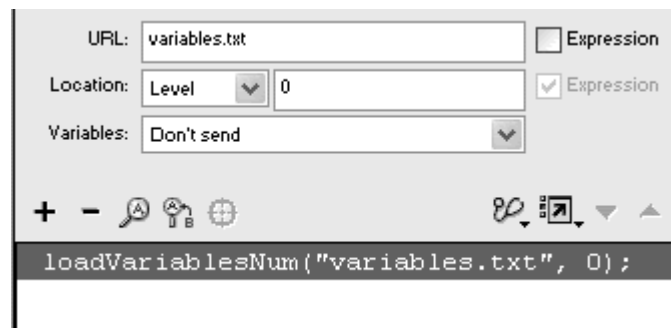 URL: variables.txt Expression
Location: Level 0 Expression
Variables: Don't send
loadVariablesNum("variables.txt", 0);